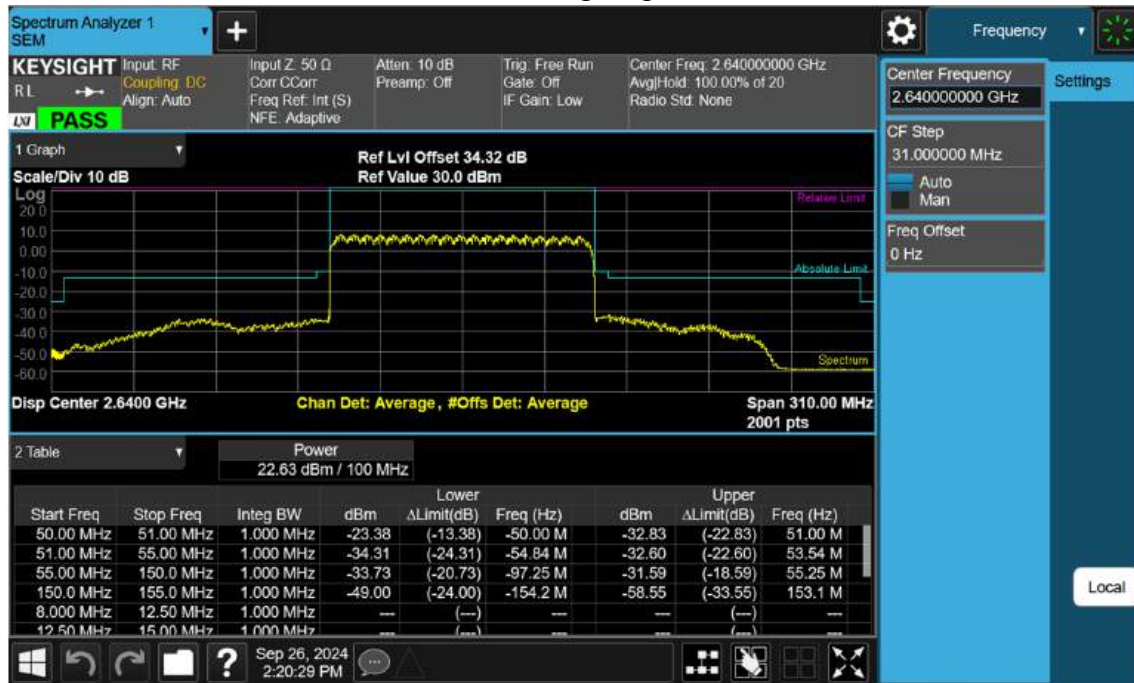 Spectrum Analyzer 1
SEM
+
Frequency
KEYSIGHT
Input: RF
Input Z: 50 Ω
Atten: 10 dB
Trig: Free Run
Center Freq: 2.640000000 GHz
R L
Coupling: DC
Corr CCorr
Preamp: Off
Gate: Off
Avg|Hold: 100.00% of 20
Align: Auto
Freq Ref: Int (S)
IF Gain: Low
Radio Std: None
LXI
PASS
NFE: Adaptive
Center Frequency
2.640000000 GHz
Settings
CF Step
31.000000 MHz
Auto
Man
Freq Offset
0 Hz
Local
1 Graph
Ref Lvl Offset 34.32 dB
Scale/Div 10 dB
Ref Value 30.0 dBm
Log
Relative Limit
20.0
10.0
0.00
Absolute Limit
-10.0
-20.0
-30.0
-40.0
-50.0
Spectrum
-60.0
Disp Center 2.6400 GHz
Chan Det: Average, #Offs Det: Average
Span 310.00 MHz
2001 pts
2 Table
Power
22.63 dBm / 100 MHz
Lower Upper
Start Freq Stop Freq Integ BW dBm ΔLimit(dB) Freq (Hz) dBm ΔLimit(dB) Freq (Hz)
50.00 MHz 51.00 MHz 1.000 MHz -23.38 (-13.38) -50.00 M -32.83 (-22.83) 51.00 M
51.00 MHz 55.00 MHz 1.000 MHz -34.31 (-24.31) -54.84 M -32.60 (-22.60) 53.54 M
55.00 MHz 150.0 MHz 1.000 MHz -33.73 (-20.73) -97.25 M -31.59 (-18.59) 55.25 M
150.0 MHz 155.0 MHz 1.000 MHz -49.00 (-24.00) -154.2 M -58.55 (-33.55) 153.1 M
8.000 MHz 12.50 MHz 1.000 MHz --- (---) --- --- (---) ---
12.50 MHz 15.00 MHz 1.000 MHz --- (---) --- --- (---) ---
?
Sep 26, 2024
2:20:29 PM